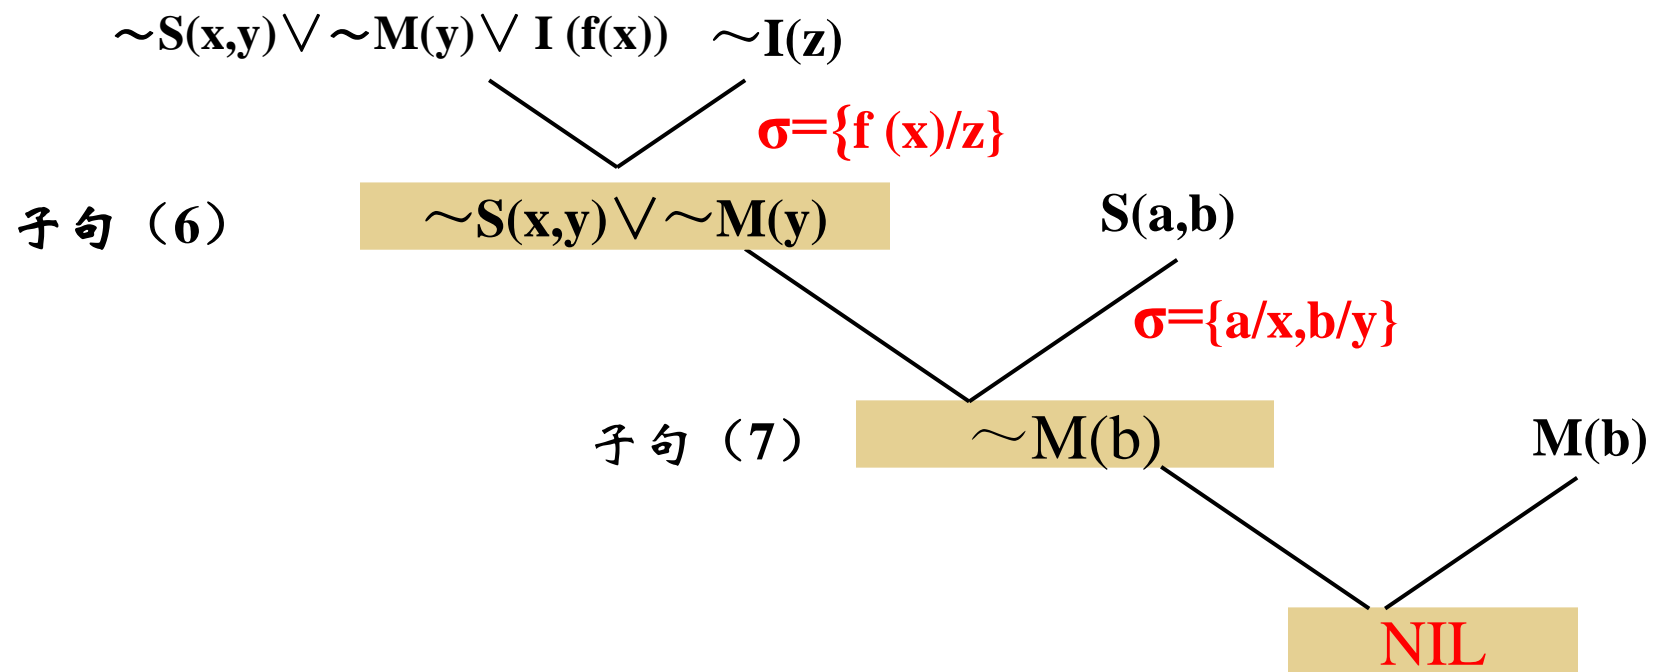 ～S(x,y)∨～M(y)∨ I (f(x)) ～I(z)
σ={f (x)/z}
子句（6） ～S(x,y)∨～M(y) S(a,b)
σ={a/x,b/y}
子句（7） ～M(b) M(b)
NIL